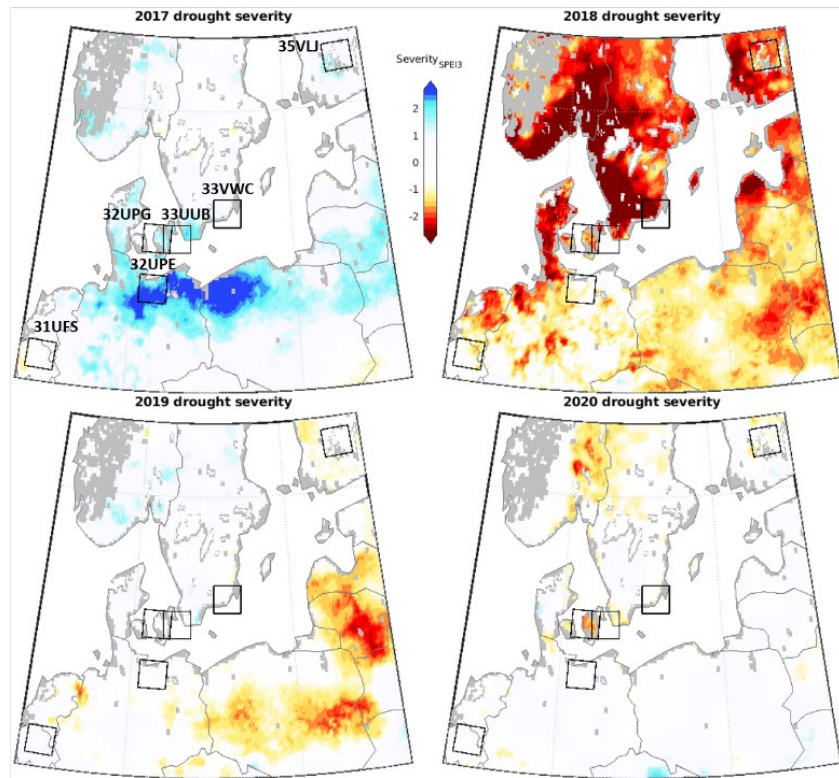 2017 drought severity
2018 drought severity
35VLJ
Severity SPEI3
2
1
0
-1
-2
33VWC
32UPG 33UUB
32UPE
31UFS
2019 drought severity
2020 drought severity